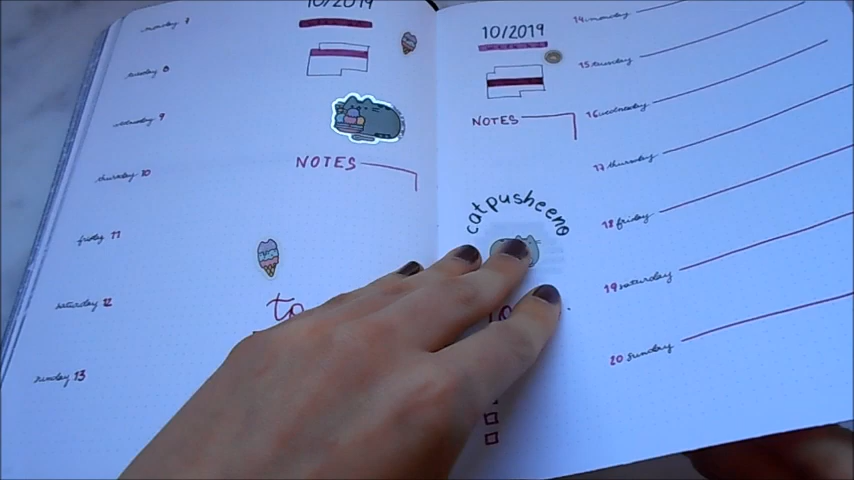 10/2019
monday 7
tuesday 8
wednesday 9
thursday 10
friday 11
saturday 12
sunday 13
NOTES
to
10/2019
NOTES
catpusheeno
14 monday
15 tuesday
16 wednesday
17 thursday
18 friday
19 saturday
20 sunday